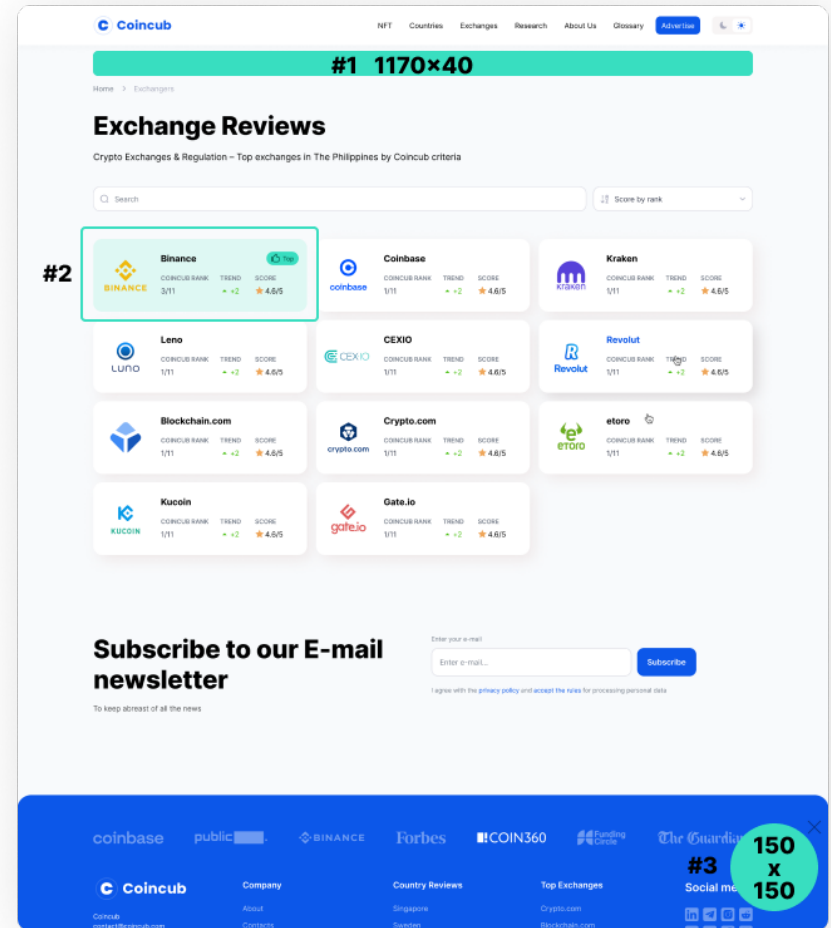 Coincub NFT Countries Exchanges Research About Us Glossary Advertise
#1 1170×40
Home > Exchangers
Exchange Reviews
Crypto Exchanges & Regulation – Top exchanges in The Philippines by Coincub criteria
Search Score by rank
#2
BINANCE
Binance Top
COINCUB RANK TREND SCORE
3/11 +2 4.6/5
coinbase
Coinbase
COINCUB RANK TREND SCORE
1/11 +2 4.6/5
kraken
Kraken
COINCUB RANK TREND SCORE
1/11 +2 4.6/5
LUNO
Leno
COINCUB RANK TREND SCORE
1/11 +2 4.6/5
CEX IO
CEXIO
COINCUB RANK TREND SCORE
1/11 +2 4.6/5
Revolut
Revolut
COINCUB RANK TREND SCORE
1/11 +2 4.6/5
Blockchain.com
COINCUB RANK TREND SCORE
1/11 +2 4.6/5
crypto.com
Crypto.com
COINCUB RANK TREND SCORE
1/11 +2 4.6/5
eTORO
etoro
COINCUB RANK TREND SCORE
1/11 +2 4.6/5
KUCOIN
Kucoin
COINCUB RANK TREND SCORE
1/11 +2 4.6/5
gate.io
Gate.io
COINCUB RANK TREND SCORE
1/11 +2 4.6/5
Subscribe to our E-mail
newsletter
To keep abreast of all the news
Enter your e-mail
Enter e-mail... Subscribe
I agree with the privacy policy and accept the rules for processing personal data
coinbase public BINANCE Forbes COIN360 Funding Circle The Guardian
#3
150
x
150
Coincub Company Country Reviews Top Exchanges Social me
Coincub About Singapore Crypto.com
contact@coincub.com Contacts Sweden Blockchain.com